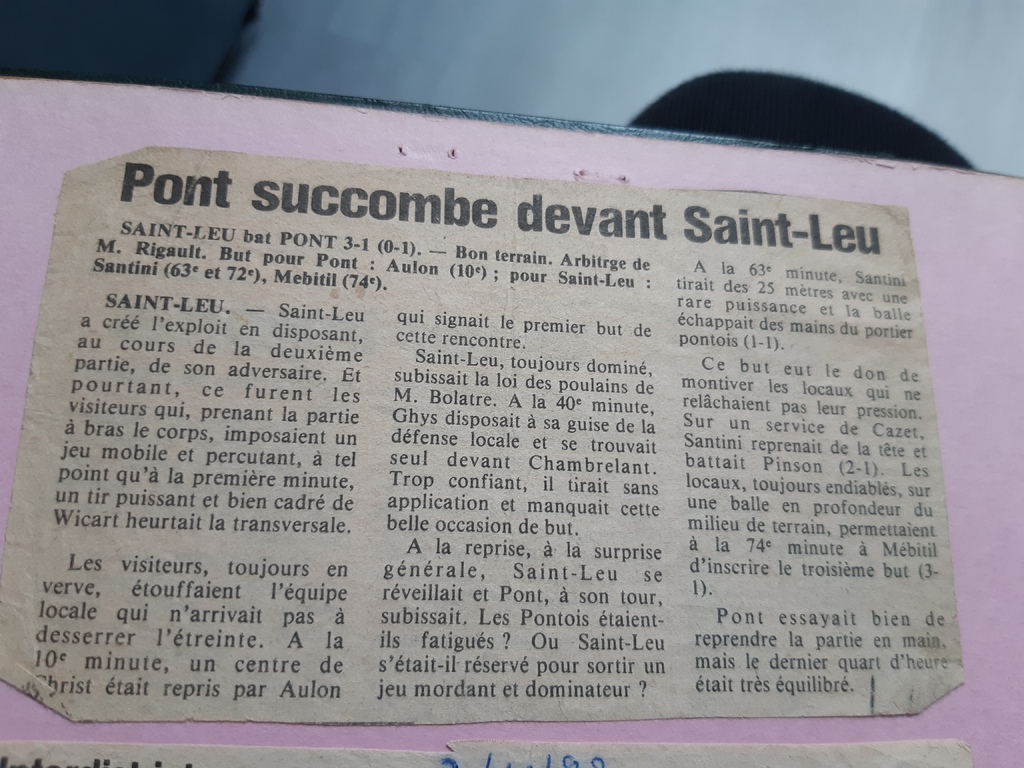 Pont succombe devant Saint-Leu
SAINT-LEU bat PONT 3-1 (0-1). — Bon terrain. Arbitrge de
M. Rigault. But pour Pont : Aulon (10e) ; pour Saint-Leu :
Santini (63e et 72e), Mebitil (74e).
SAINT-LEU. — Saint-Leu
a créé l'exploit en disposant,
au cours de la deuxième
partie, de son adversaire. Et
pourtant, ce furent les
visiteurs qui, prenant la partie
à bras le corps, imposaient un
jeu mobile et percutant, à tel
point qu'à la première minute,
un tir puissant et bien cadré de
Wicart heurtait la transversale.
Les visiteurs, toujours en
verve, étouffaient l'équipe
locale qui n'arrivait pas à
desserrer l'étreinte. A la
10e minute, un centre de
Christ était repris par Aulon
qui signait le premier but de
cette rencontre.
Saint-Leu, toujours dominé,
subissait la loi des poulains de
M. Bolatre. A la 40e minute,
Ghys disposait à sa guise de la
défense locale et se trouvait
seul devant Chambrelant.
Trop confiant, il tirait sans
application et manquait cette
belle occasion de but.
A la reprise, à la surprise
générale, Saint-Leu se
réveillait et Pont, à son tour,
subissait. Les Pontois étaient-
ils fatigués ? Ou Saint-Leu
s'était-il réservé pour sortir un
jeu mordant et dominateur ?
A la 63e minute, Santini
tirait des 25 mètres avec une
rare puissance et la balle
échappait des mains du portier
pontois (1-1).
Ce but eut le don de
montiver les locaux qui ne
relâchaient pas leur pression.
Sur un service de Cazet,
Santini reprenait de la tête et
battait Pinson (2-1). Les
locaux, toujours endiablés, sur
une balle en profondeur du
milieu de terrain, permettaient
à la 74e minute à Mébitil
d'inscrire le troisième but (3-
1).
Pont essayait bien de
reprendre la partie en main,
mais le dernier quart d'heure
était très équilibré.